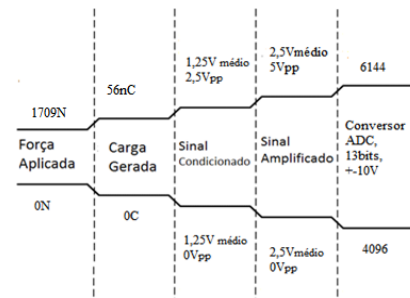 1709N
56nC
1,25V médio
2,5Vpp
2,5Vmédio
5Vpp
6144
Força
Aplicada
Carga
Gerada
Sinal
Condicionado
Sinal
Amplificado
Conversor
ADC,
13bits,
+-10V
0N
0C
1,25V médio
0Vpp
2,5Vmédio
0Vpp
4096